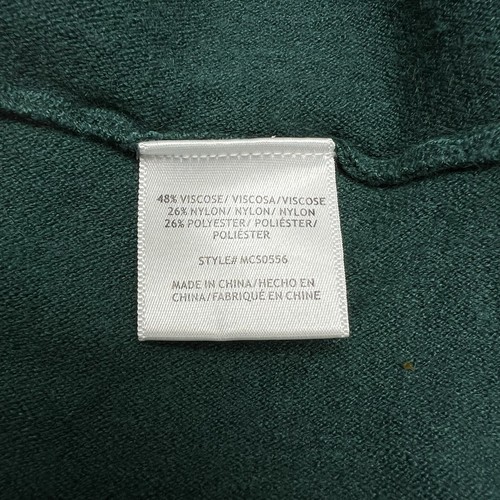 48% VISCOSE/ VISCOSA/VISCOSE
26% NYLON/ NYLON/ NYLON
26% POLYESTER/ POLIÉSTER/
POLIÉSTER
STYLE# MCS0556
MADE IN CHINA/HECHO EN
CHINA/FABRIQUÉ EN CHINE